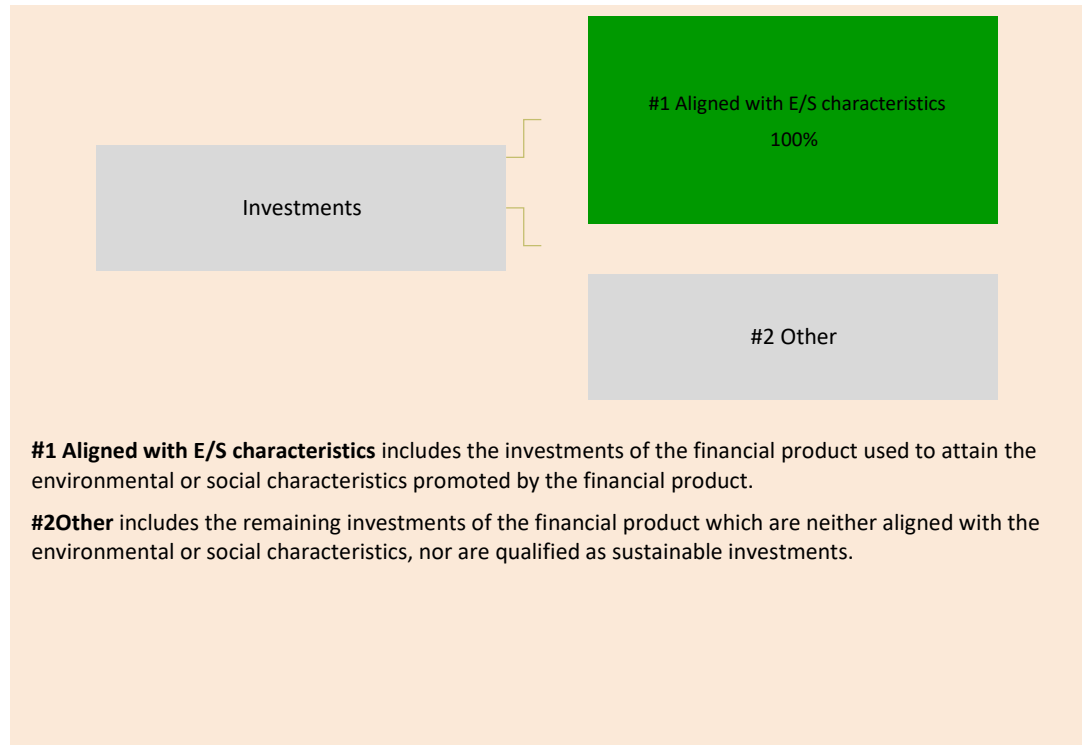 #1 Aligned with E/S characteristics
100%
Investments
#2 Other
#1 Aligned with E/S characteristics includes the investments of the financial product used to attain the
environmental or social characteristics promoted by the financial product.
#2Other includes the remaining investments of the financial product which are neither aligned with the
environmental or social characteristics, nor are qualified as sustainable investments.